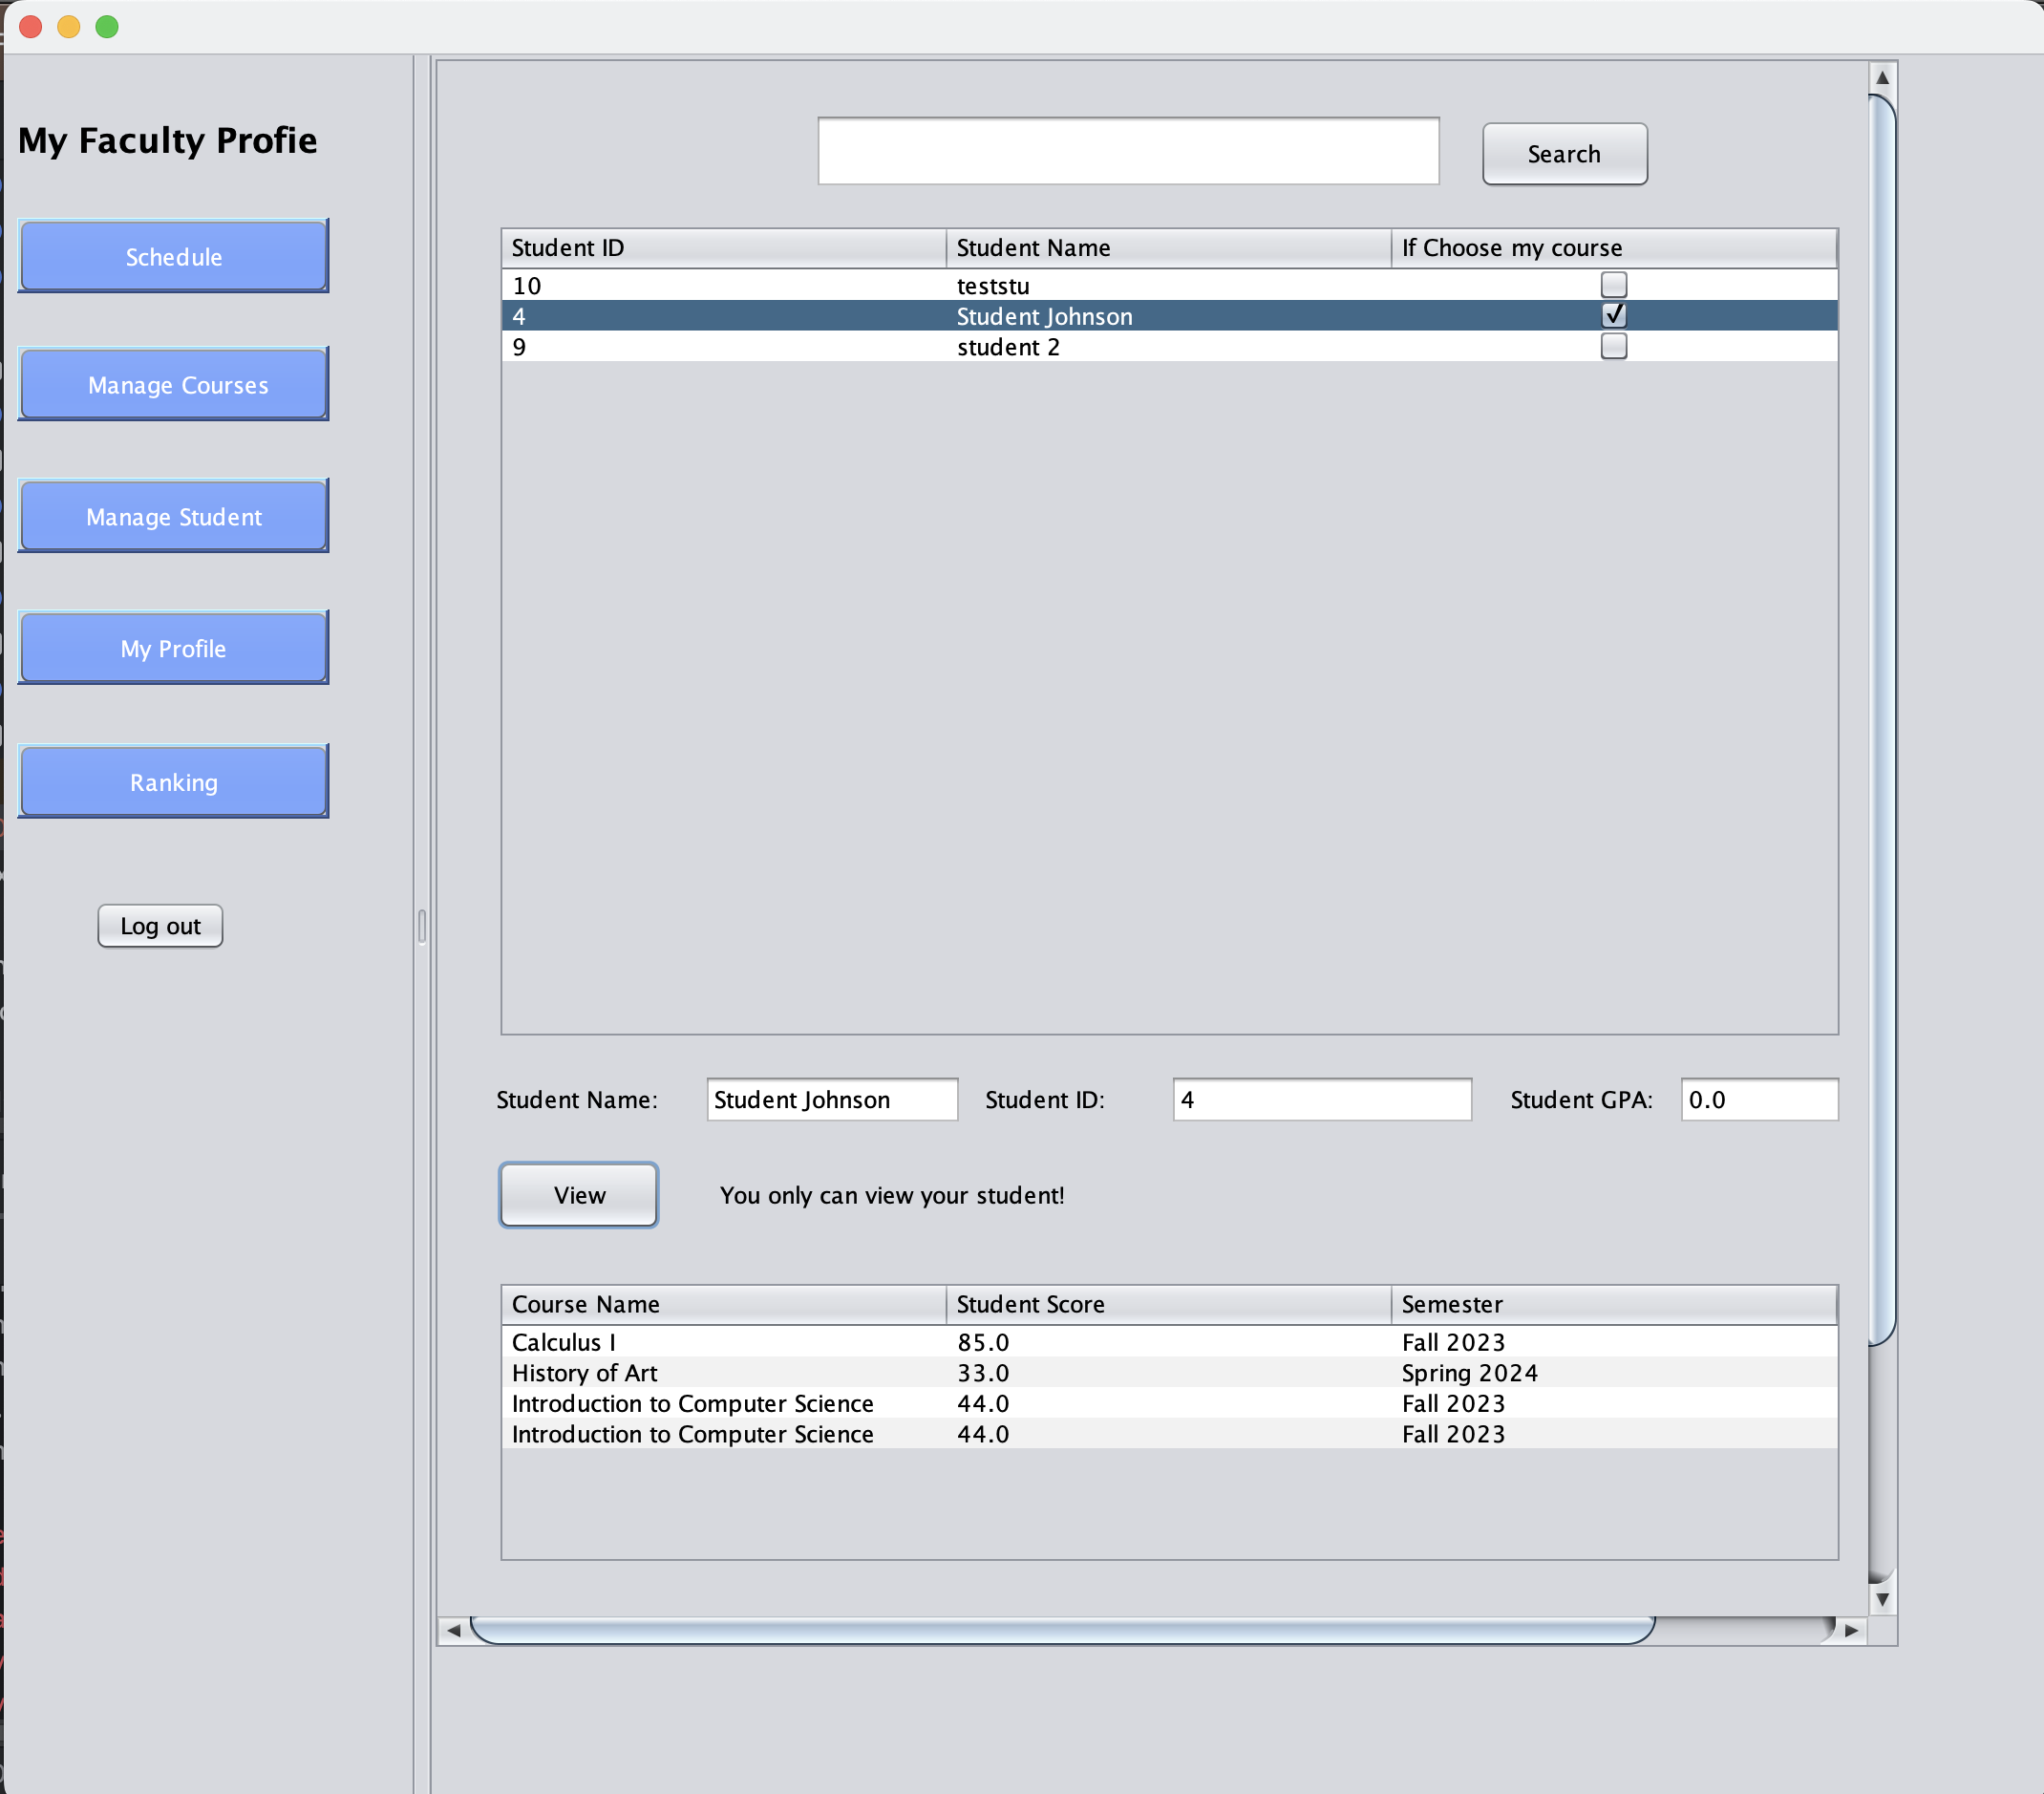 My Faculty Profie
Schedule
Manage Courses
Manage Student
My Profile
Ranking
Log out
Search
Student ID Student Name If Choose my course
10 teststu
4 Student Johnson
9 student 2
Student Name: Student Johnson Student ID: 4 Student GPA: 0.0
View You only can view your student!
Course Name Student Score Semester
Calculus I 85.0 Fall 2023
History of Art 33.0 Spring 2024
Introduction to Computer Science 44.0 Fall 2023
Introduction to Computer Science 44.0 Fall 2023